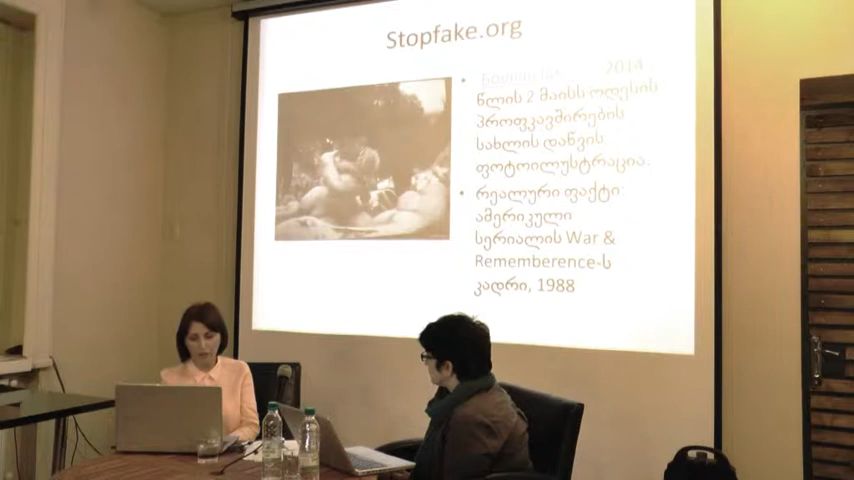 Stopfake.org
2014
წლის 2 მაისს ოდესის
პროფკავშირების
სახლის დაწვის
ფოტოილუსტრაცია.
რეალური ფაქტი:
ამერიკული
სერიალის War &
Rememberence-ს
კადრი, 1988